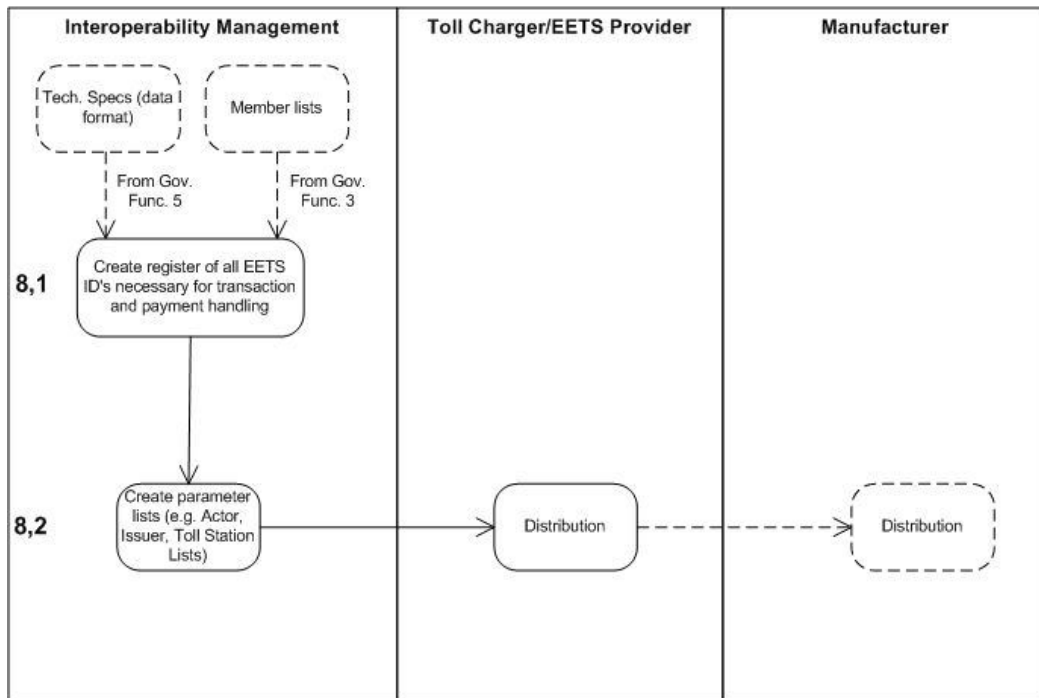 Interoperability Management
Toll Charger/EETS Provider
Manufacturer
Tech. Specs (data
format)
Member lists
From Gov.
Func. 5
From Gov.
Func. 3
8,1
Create register of all EETS
ID's necessary for transaction
and payment handling
8,2
Create parameter
lists (e.g. Actor,
Issuer, Toll Station
Lists)
Distribution
Distribution